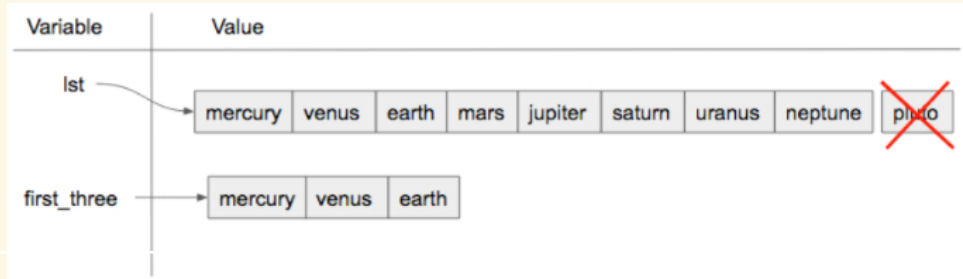 Variable Value
lst
mercury venus earth mars jupiter saturn uranus neptune pluto
first_three mercury venus earth